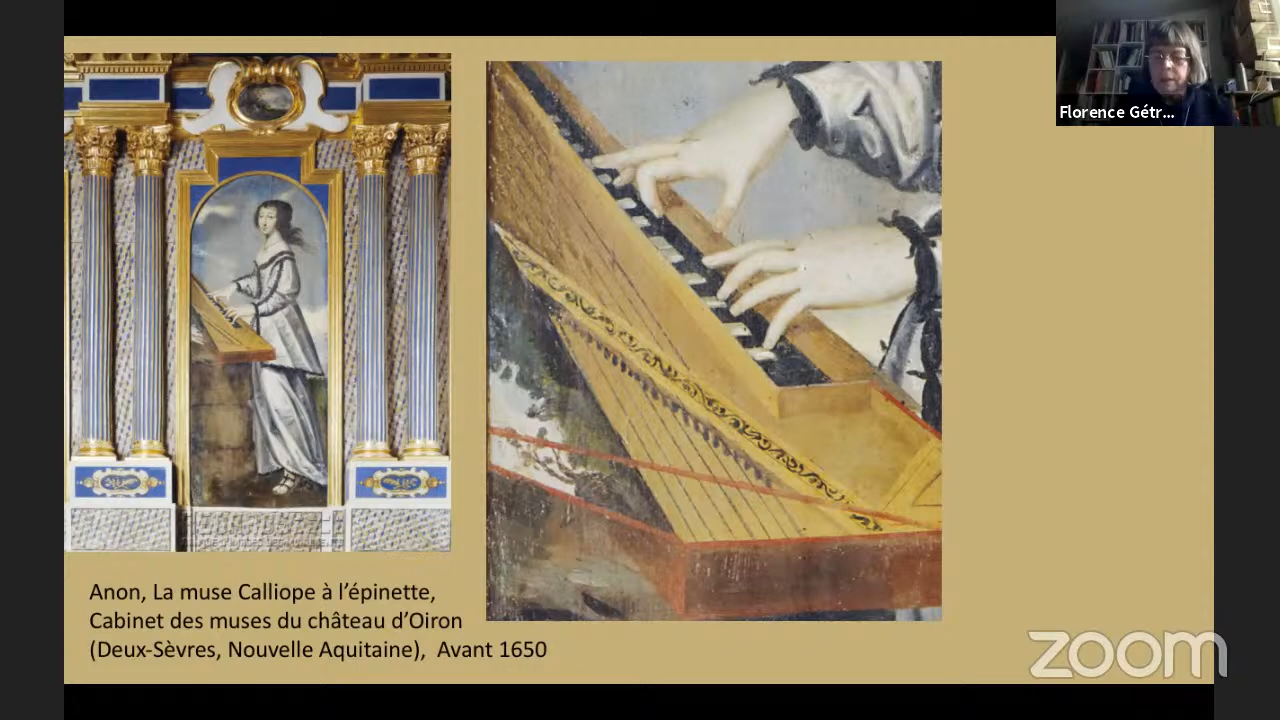 Florence Gétr...
Anon, La muse Calliope à l’épinette,
Cabinet des muses du château d’Oiron
(Deux-Sèvres, Nouvelle Aquitaine),  Avant 1650
zoom